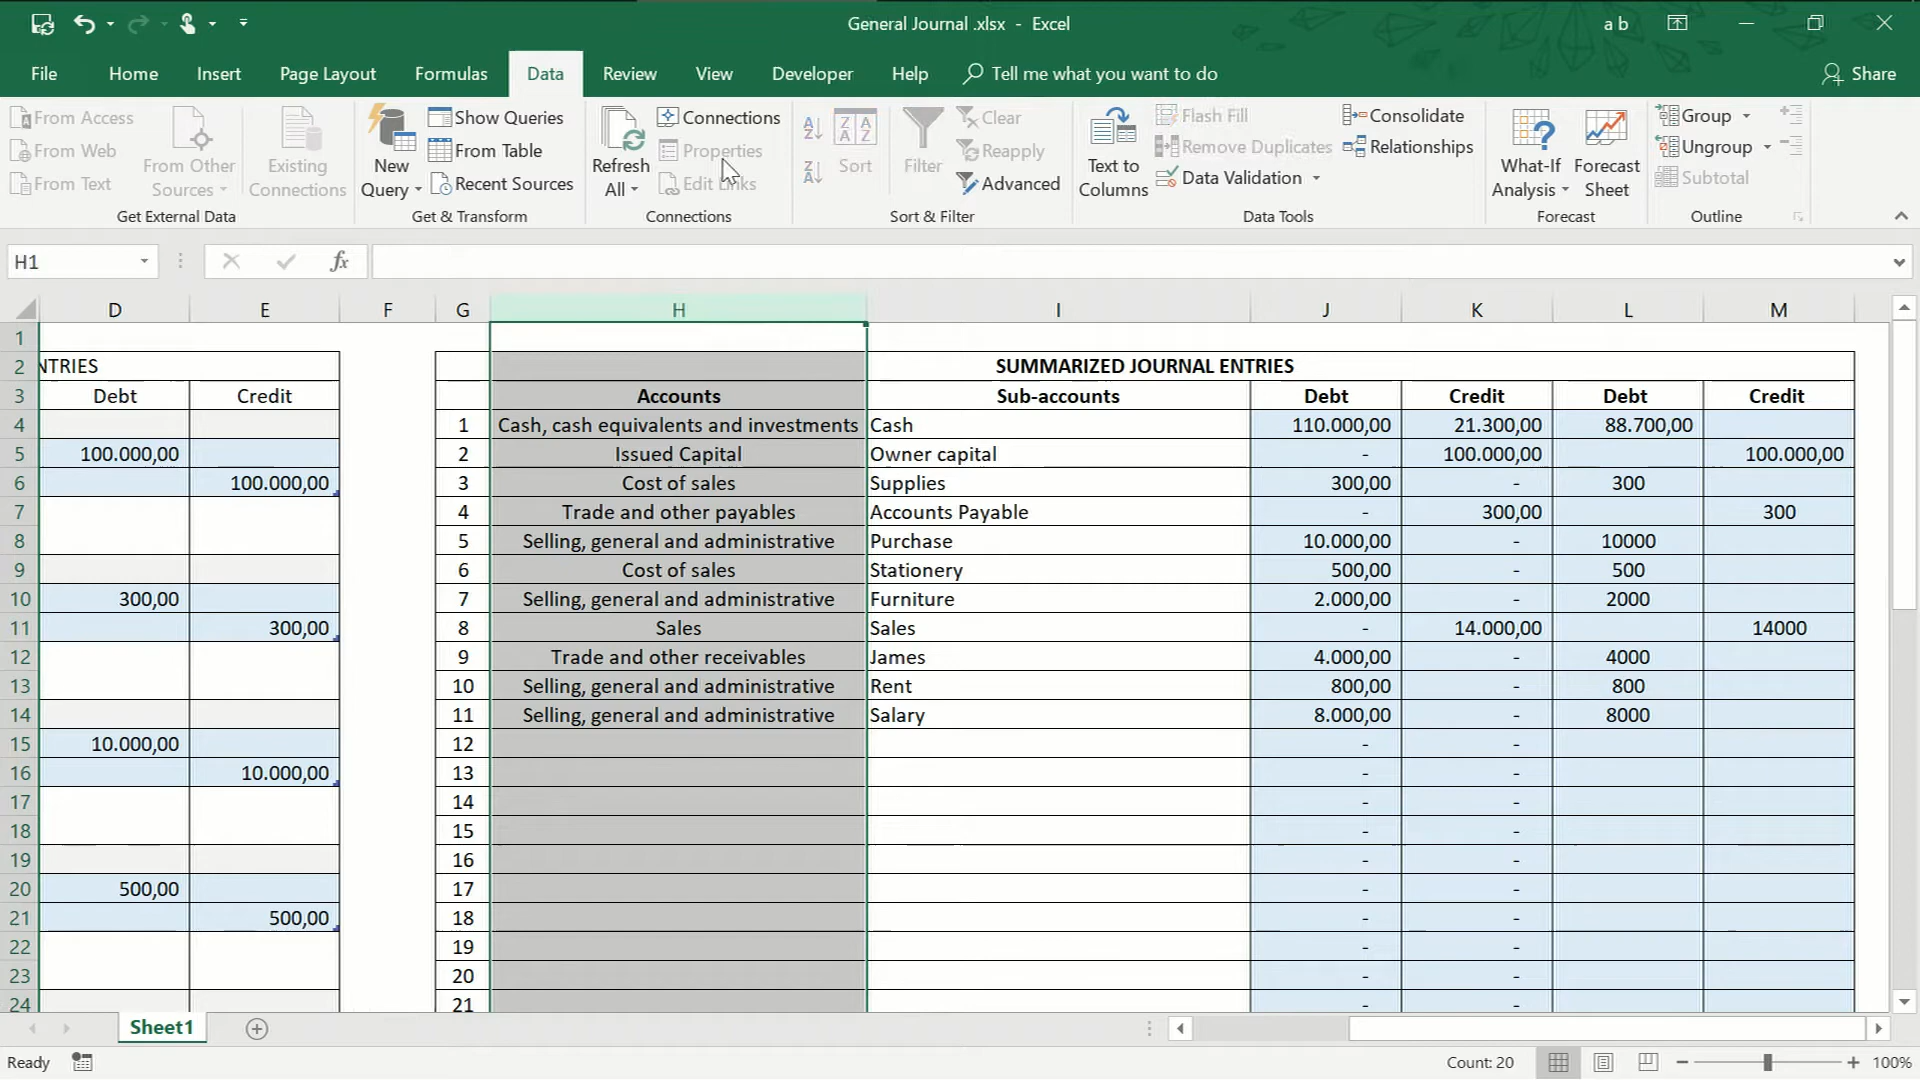 General Journal .xlsx - Excel
a b
File Home Insert Page Layout Formulas Data Review View Developer Help Tell me what you want to do Share
From Access
From Web
From Text
From Other Sources
Existing Connections
Get External Data
New Query
Show Queries
From Table
Recent Sources
Get & Transform
Refresh All
Connections
Properties
Edit Links
Connections
Sort
Filter
Clear
Reapply
Advanced
Sort & Filter
Text to Columns
Flash Fill
Remove Duplicates
Data Validation
Consolidate
Relationships
Data Tools
What-If Analysis
Forecast Sheet
Forecast
Group
Ungroup
Subtotal
Outline
H1 fx
D E F G H I J K L M
1
2 NTRIES SUMMARIZED JOURNAL ENTRIES
3 Debt Credit Accounts Sub-accounts Debt Credit Debt Credit
4 1 Cash, cash equivalents and investments Cash 110.000,00 21.300,00 88.700,00
5 100.000,00 2 Issued Capital Owner capital - 100.000,00 100.000,00
6 100.000,00 3 Cost of sales Supplies 300,00 - 300
7 4 Trade and other payables Accounts Payable - 300,00 300
8 5 Selling, general and administrative Purchase 10.000,00 - 10000
9 6 Cost of sales Stationery 500,00 - 500
10 300,00 7 Selling, general and administrative Furniture 2.000,00 - 2000
11 300,00 8 Sales Sales - 14.000,00 14000
12 9 Trade and other receivables James 4.000,00 - 4000
13 10 Selling, general and administrative Rent 800,00 - 800
14 11 Selling, general and administrative Salary 8.000,00 - 8000
15 10.000,00 12 - -
16 10.000,00 13 - -
17 14 - -
18 15 - -
19 16 - -
20 500,00 17 - -
21 500,00 18 - -
22 19 - -
23 20 - -
24 21 - -
Sheet1
Ready Count: 20 100%